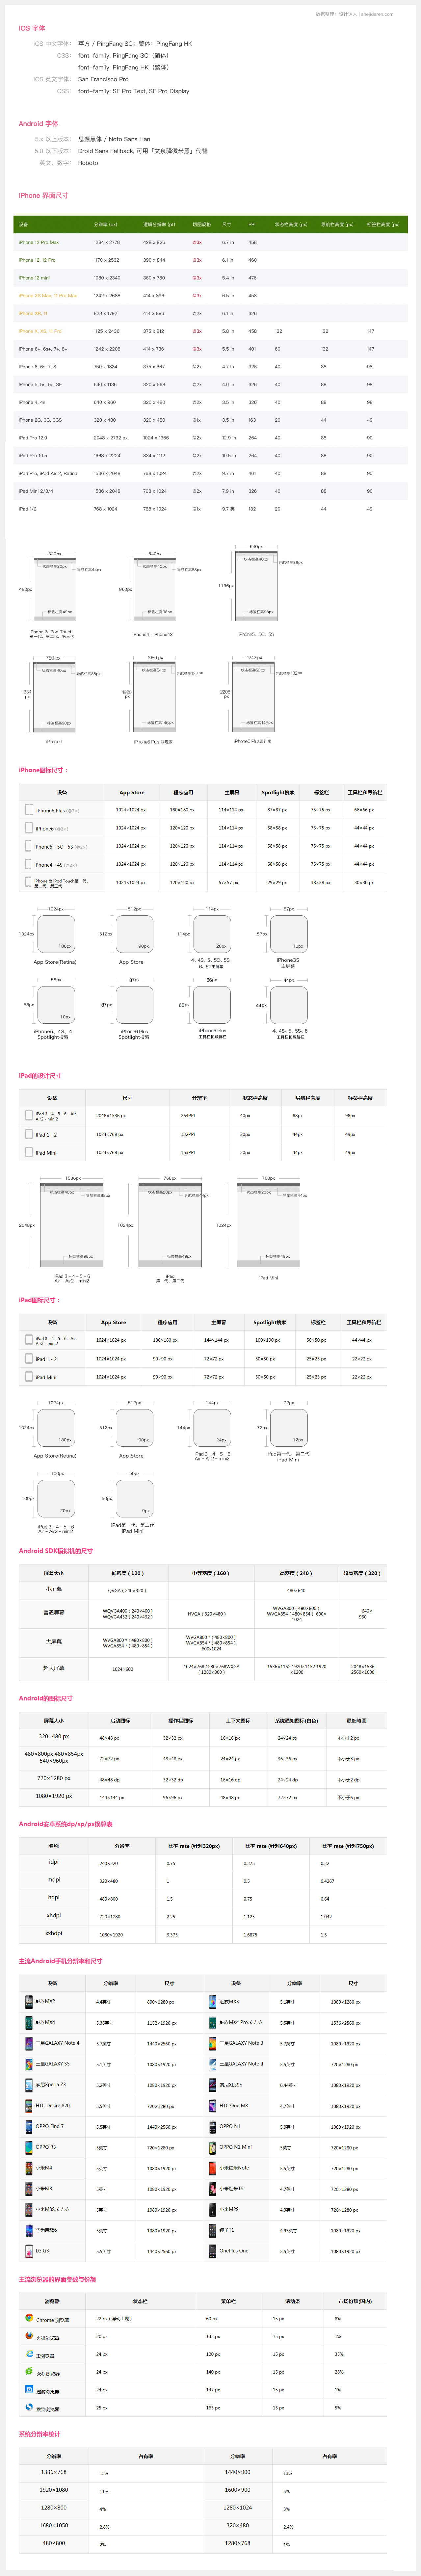 数据整理：设计达人 | shejidaren.com
iOS 字体
iOS 中文字体： 苹方 / PingFang SC；繁体：PingFang HK
CSS： font-family: PingFang SC（简体）
font-family: PingFang HK（繁体）
iOS 英文字体： San Francisco Pro
CSS： font-family: SF Pro Text, SF Pro Display
Android 字体
5.x 以上版本： 思源黑体 / Noto Sans Han
5.0 以下版本： Droid Sans Fallback, 可用「文泉驿微米黑」代替
英文、数字： Roboto
iPhone 界面尺寸
设备 分辨率 (px) 逻辑分辨率 (pt) 切图规格 尺寸 PPI 状态栏高度 (px) 导航栏高度 (px) 标签栏高度 (px)
iPhone 12 Pro Max 1284 x 2778 428 x 926 @3x 6.7 in 458
iPhone 12, 12 Pro 1170 x 2532 390 x 844 @3x 6.1 in 460
iPhone 12 mini 1080 x 2340 360 x 780 @3x 5.4 in 476
iPhone XS Max, 11 Pro Max 1242 x 2688 414 x 896 @3x 6.5 in 458
iPhone XR, 11 828 x 1792 414 x 896 @2x 6.1 in 326
iPhone X, XS, 11 Pro 1125 x 2436 375 x 812 @3x 5.8 in 458 132 132 147
iPhone 6+, 6s+, 7+, 8+ 1242 x 2208 414 x 736 @3x 5.5 in 401 60 132 147
iPhone 6, 6s, 7, 8 750 x 1334 375 x 667 @2x 4.7 in 326 40 88 98
iPhone 5, 5s, 5c, SE 640 x 1136 320 x 568 @2x 4.0 in 326 40 88 98
iPhone 4, 4s 640 x 960 320 x 480 @2x 3.5 in 326 40 88 98
iPhone 2G, 3G, 3GS 320 x 480 320 x 480 @1x 3.5 in 163 20 44 49
iPad Pro 12.9 2048 x 2732 px 1024 x 1366 @2x 12.9 in 264 40 88 90
iPad Pro 10.5 1668 x 2224 834 x 1112 @2x 10.5 in 264 40 88 90
iPad Pro, iPad Air 2, Retina 1536 x 2048 768 x 1024 @2x 9.7 in 401 40 88 90
iPad Mini 2/3/4 1536 x 2048 768 x 1024 @2x 7.9 in 326 40 88 90
iPad 1/2 768 x 1024 768 x 1024 @1x 9.7 英 132 20 44 49
320px 640px 640px
480px 状态栏高20px 导航栏高44px 标签栏高49px
960px 状态栏高40px 导航栏高88px 标签栏高98px
1136px 状态栏高40px 导航栏高88px 标签栏高98px
iPhone & iPod Touch
第一代、第二代、第三代
iPhone4 - iPhone4S
iPhone5、5C、5S
750 px 1242 px
1334 px 状态栏高40px 导航栏高88px 标签栏高98px
1920 px 状态栏高54px
2208 px 状态栏高60px
iPhone6
iPhone6 Plus 物理版
iPhone6 Plus设计版
iPhone图标尺寸：
设备 App Store 程序应用 主屏幕 Spotlight搜索 标签栏 工具栏和导航栏
iPhone6 Plus (@3×) 1024×1024 px 180×180 px 114×114 px 87×87 px 75×75 px 66×66 px
iPhone6 (@2×) 1024×1024 px 120×120 px 114×114 px 58×58 px 75×75 px 44×44 px
iPhone5 - 5C - 5S (@2×) 1024×1024 px 120×120 px 114×114 px 58×58 px 75×75 px 44×44 px
iPhone4 - 4S (@2×) 1024×1024 px 120×120 px 114×114 px 58×58 px 75×75 px 44×44 px
iPhone & iPod Touch第一代、第二代、第三代 1024×1024 px 120×120 px 57×57 px 29×29 px 38×38 px 30×30 px
1024px 512px 114px 57px
1024px 180px 512px 90px 114px 20px 57px 10px
App Store(Retina)
App Store
4、4S、5、5C、5S
6、6P主屏幕
iPhone3S
主屏幕
58px 87px 66px 44px
58px 10px 87px 66px 44px
iPhone5、4S、4
Spotlight搜索
iPhone6 Plus
Spotlight搜索
iPhone6 Plus
工具栏和导航栏
4、4S、5、5S、6
工具栏和导航栏
iPad的设计尺寸
设备 尺寸 分辨率 状态栏高度 导航栏高度 标签栏高度
iPad 3 - 4 - 5 - 6 - Air - Air2 - mini2 2048×1536 px 264PPI 40px 88px 98px
iPad 1 - 2 1024×768 px 132PPI 20px 44px 49px
iPad Mini 1024×768 px 163PPI 20px 44px 49px
1536px 768px 768px
2048px 状态栏高40px 导航栏高88px 标签栏高98px
1024px 状态栏高20px 导航栏高44px 标签栏高49px
1024px 状态栏高20px 导航栏高44px 标签栏高49px
iPad 3 - 4 - 5 - 6
Air - Air2 - mini2
iPad
第一代、第二代
iPad Mini
iPad图标尺寸：
设备 App Store 程序应用 主屏幕 Spotlight搜索 标签栏 工具栏和导航栏
iPad 3 - 4 - 5 - 6 - Air - Air2 - mini2 1024×1024 px 180×180 px 144×144 px 100×100 px 50×50 px 44×44 px
iPad 1 - 2 1024×1024 px 90×90 px 72×72 px 50×50 px 25×25 px 22×22 px
iPad Mini 1024×1024 px 90×90 px 72×72 px 50×50 px 25×25 px 22×22 px
1024px 512px 144px 72px
1024px 180px 512px 90px 144px 24px 72px 12px
App Store(Retina)
App Store
iPad 3 - 4 - 5 - 6
Air - Air2 - mini2
iPad第一代、第二代
iPad Mini
100px 50px
100px 20px 50px 9px
iPad 3 - 4 - 5 - 6
Air - Air2 - mini2
iPad第一代、第二代
iPad Mini
Android SDK模拟机的尺寸
屏幕大小 低密度（120） 中等密度（160） 高密度（240） 超高密度（320）
小屏幕 QVGA（240×320） 480×640
普通屏幕 WQVGA400（240×400） WQVGA432（240×432） HVGA（320×480） WVGA800（480×800） WVGA854（480×854） 600×1024 640×960
大屏幕 WVGA800 *（480×800） WVGA854 *（480×854） WVGA800 *（480×800） WVGA854 *（480×854） 600x1024
超大屏幕 1024×600 1024×768 1280×768WXGA（1280×800） 1536×1152 1920×1152 1920×1200 2048×1536 2560×1600
Android的图标尺寸
屏幕大小 启动图标 操作栏图标 上下文图标 系统通知图标(白色) 最细笔画
320×480 px 48×48 px 32×32 px 16×16 px 24×24 px 不小于2 px
480×800px 480×854px 540×960px 72×72 px 48×48 px 24×24 px 36×36 px 不小于3 px
720×1280 px 48×48 dp 32×32 dp 16×16 dp 24×24 dp 不小于2 dp
1080×1920 px 144×144 px 96×96 px 48×48 px 72×72 px 不小于6 px
Android安卓系统dp/sp/px换算表
名称 分辨率 比率 rate (针对320px) 比率 rate (针对640px) 比率 rate (针对750px)
idpi 240×320 0.75 0.375 0.32
mdpi 320×480 1 0.5 0.4267
hdpi 480×800 1.5 0.75 0.64
xhdpi 720×1280 2.25 1.125 1.042
xxhdpi 1080×1920 3.375 1.6875 1.5
主流Android手机分辨率和尺寸
设备 分辨率 尺寸 设备 分辨率 尺寸
魅族MX2 4.4英寸 800×1280 px 魅族MX3 5.1英寸 1080×1280 px
魅族MX4 5.36英寸 1152×1920 px 魅族MX4 Pro未上市 5.5英寸 1536×2560 px
三星GALAXY Note 4 5.7英寸 1440×2560 px 三星GALAXY Note 3 5.7英寸 1080×1920 px
三星GALAXY S5 5.1英寸 1080×1920 px 三星GALAXY Note II 5.5英寸 720×1280 px
索尼Xperia Z3 5.2英寸 1080×1920 px 索尼XL39h 6.44英寸 1080×1920 px
HTC Desire 820 5.5英寸 720×1280 px HTC One M8 4.7英寸 1080×1920 px
OPPO Find 7 5.5英寸 1440×2560 px OPPO N1 5.9英寸 1080×1920 px
OPPO R3 5英寸 720×1280 px OPPO N1 Mini 5英寸 720×1280 px
小米M4 5英寸 1080×1920 px 小米红米Note 5.5英寸 720×1280 px
小米M3 5英寸 1080×1920 px 小米红米1S 4.7英寸 720×1280 px
小米M3S未上市 5英寸 1080×1920 px 小米M2S 4.3英寸 720×1280 px
华为荣耀6 5英寸 1080×1920 px 锤子T1 4.95英寸 1080×1920 px
LG G3 5.5英寸 1440×2560 px OnePlus One 5.5英寸 1080×1920 px
主流浏览器的界面参数与份额
浏览器 状态栏 菜单栏 滚动条 市场份额(国内)
Chrome 浏览器 22 px（浮动出现） 60 px 15 px 8%
火狐浏览器 20 px 132 px 15 px 1%
IE浏览器 24 px 120 px 15 px 35%
360 浏览器 24 px 140 px 15 px 28%
遨游浏览器 24 px 147 px 15 px 1%
搜狗浏览器 25 px 163 px 15 px 5%
系统分辨率统计
分辨率 占有率 分辨率 占有率
1336×768 15% 1440×900 13%
1920×1080 11% 1600×900 5%
1280×800 4% 1280×1024 3%
1680×1050 2.8% 320×480 2.4%
480×800 2% 1280×768 1%